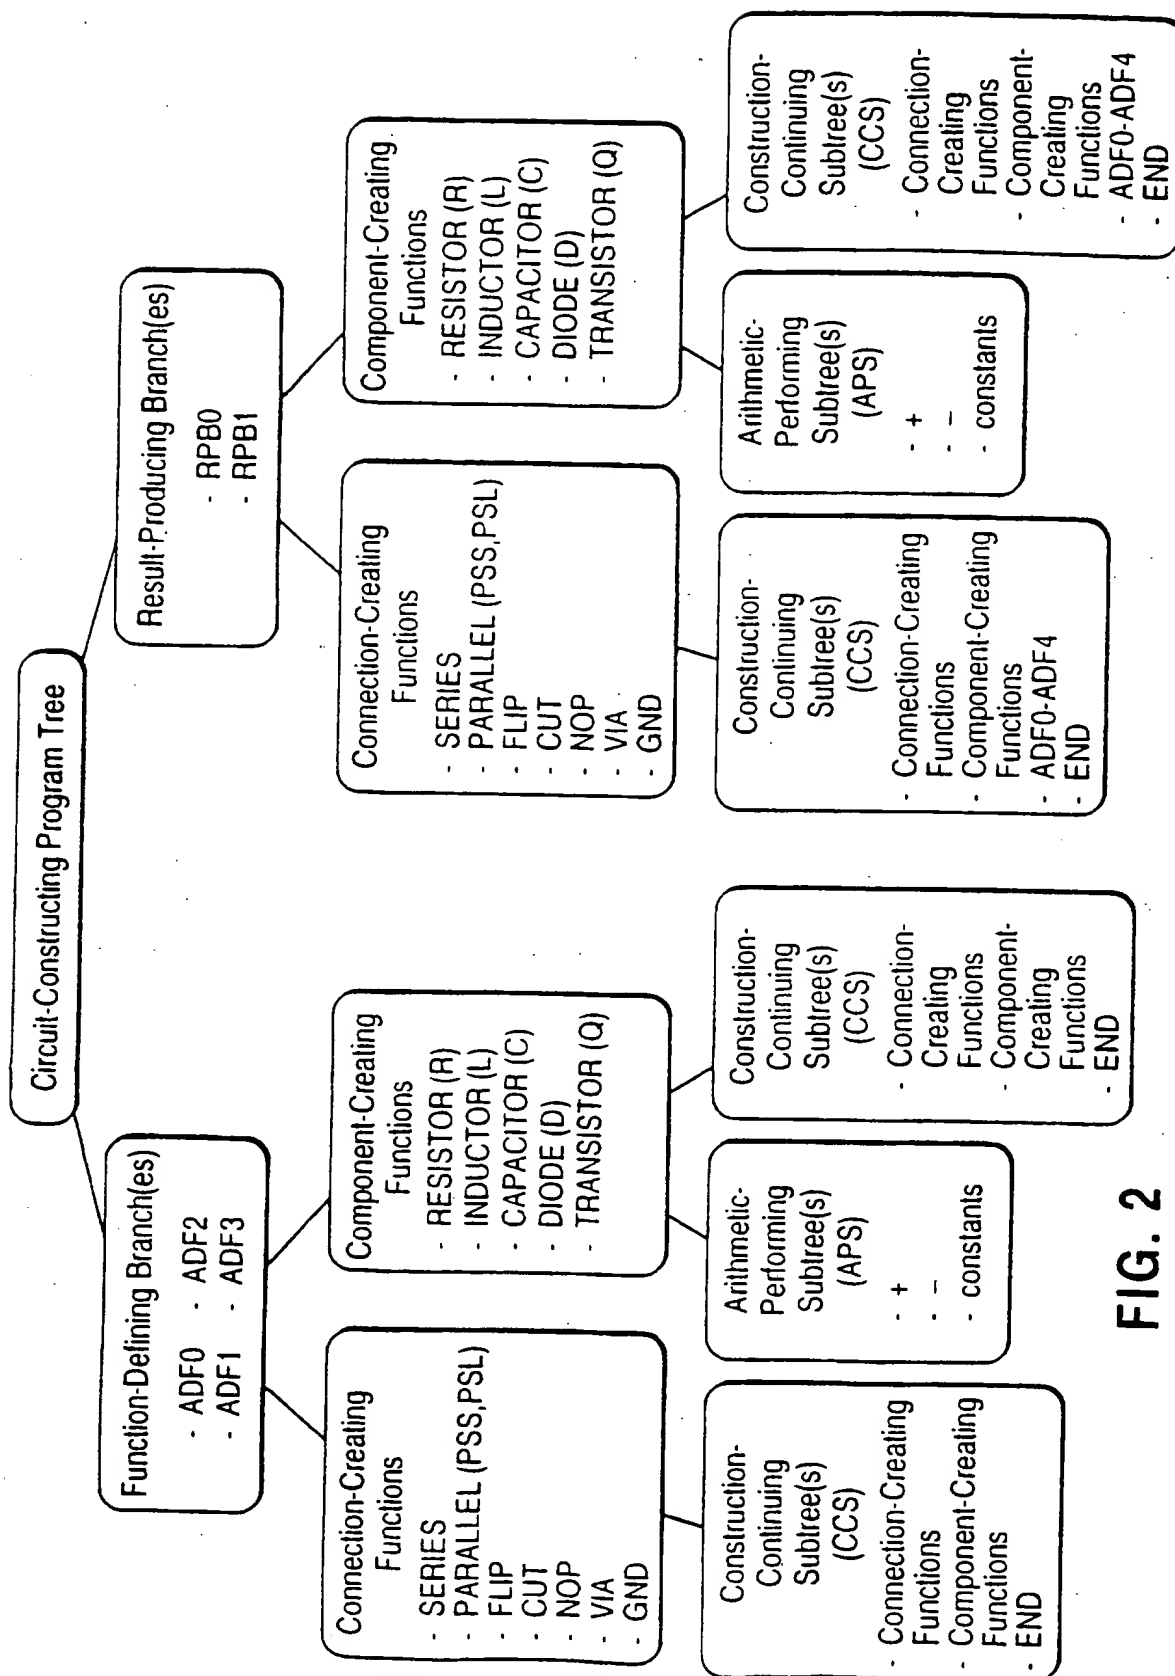 Circuit-Constructing Program Tree
Function-Defining Branch(es)
- ADF0 - ADF2
- ADF1 - ADF3
Result-Producing Branch(es)
- RPB0
- RPB1
Connection-Creating
Functions
- SERIES
- PARALLEL (PSS,PSL)
- FLIP
- CUT
- NOP
- VIA
- GND
Component-Creating
Functions
- RESISTOR (R)
- INDUCTOR (L)
- CAPACITOR (C)
- DIODE (D)
- TRANSISTOR (Q)
Connection-Creating
Functions
- SERIES
- PARALLEL (PSS,PSL)
- FLIP
- CUT
- NOP
- VIA
- GND
Component-Creating
Functions
- RESISTOR (R)
- INDUCTOR (L)
- CAPACITOR (C)
- DIODE (D)
- TRANSISTOR (Q)
Construction-
Continuing
Subtree(s)
(CCS)
- Connection-Creating
Functions
- Component-Creating
Functions
- END
Arithmetic-
Performing
Subtree(s)
(APS)
- +
- –
- constants
Construction-
Continuing
Subtree(s)
(CCS)
- Connection-
Creating
Functions
- Component-
Creating
Functions
- END
Construction-
Continuing
Subtree(s)
(CCS)
- Connection-Creating
Functions
- Component-Creating
Functions
- ADF0-ADF4
- END
Arithmetic-
Performing
Subtree(s)
(APS)
- +
- –
- constants
Construction-
Continuing
Subtree(s)
(CCS)
- Connection-
Creating
Functions
- Component-
Creating
Functions
- ADF0-ADF4
- END
FIG. 2